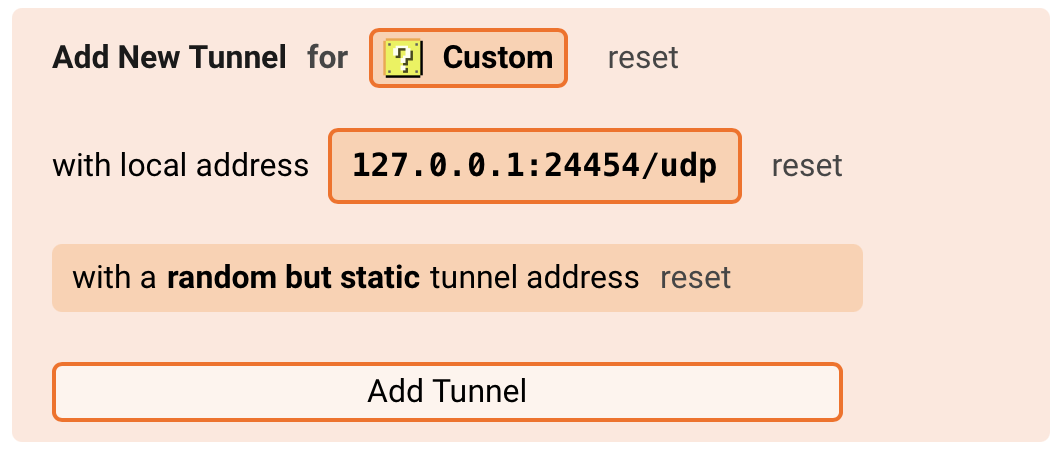 Add New Tunnel for ? Custom reset
with local address 127.0.0.1:24454/udp reset
with a random but static tunnel address reset
Add Tunnel